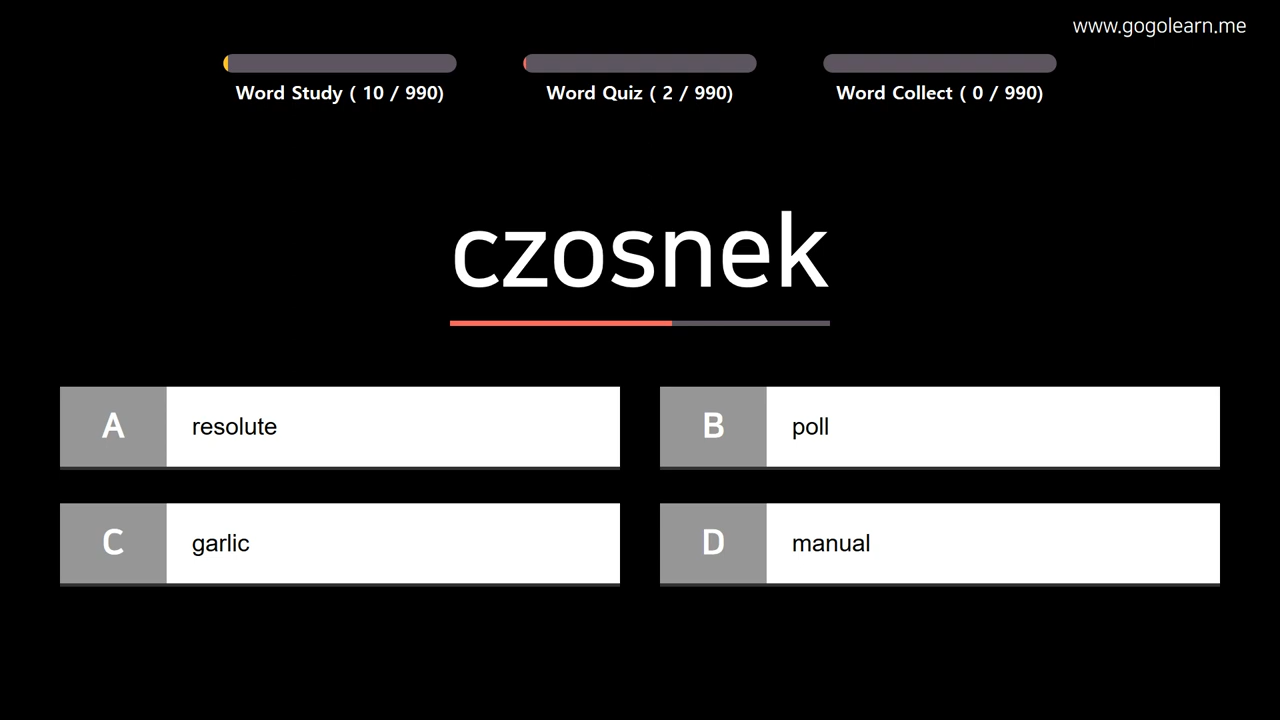 www.gogolearn.me
Word Study ( 10 / 990)
Word Quiz ( 2 / 990)
Word Collect ( 0 / 990)
czosnek
A resolute
B poll
C garlic
D manual